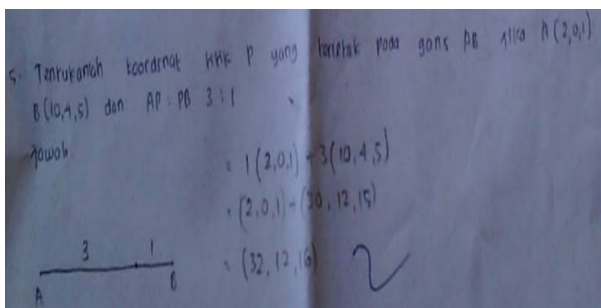 5. Tentukanlah koordinat titik P yang terletak pada garis AB jika A(2,0,1)
B(10,4,5) dan AP : PB 3 : 1
Jawab
= 1(2,0,1) + 3(10,4,5)
= (2,0,1) + (30, 12, 15)
= (32, 12, 16)
3 1
A B